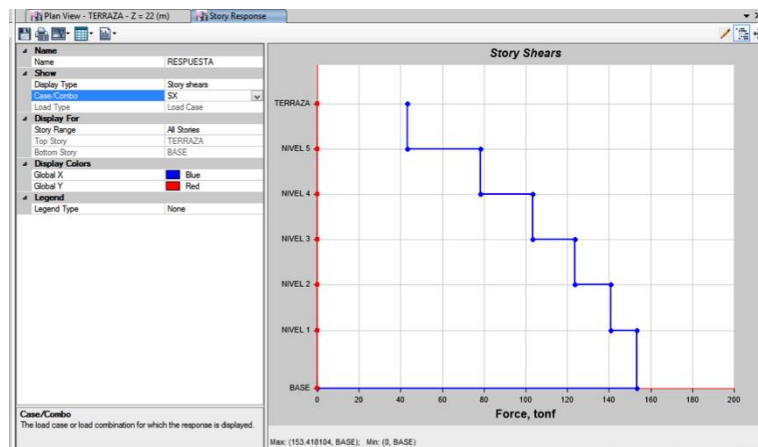 Plan View - TERRAZA - Z = 22 (m)
Story Response
Name
Name RESPUESTA
Show
Display Type Story shears
Case/Combo SX
Load Type Load Case
Display For
Story Range All Stories
Top Story TERRAZA
Bottom Story BASE
Display Colors
Global X Blue
Global Y Red
Legend
Legend Type None
Case/Combo
The load case or load combination for which the response is displayed.
Story Shears
TERRAZA
NIVEL 5
NIVEL 4
NIVEL 3
NIVEL 2
NIVEL 1
BASE
0 20 40 60 80 100 120 140 160 180 200
Force, tonf
Max: (153.418104, BASE); Min: (0, BASE)